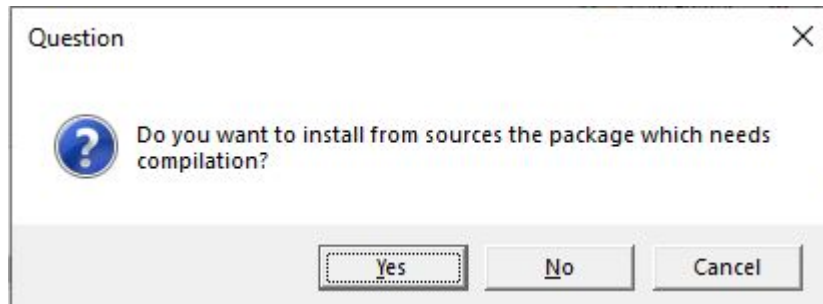 Question
Do you want to install from sources the package which needs
compilation?
Yes
No
Cancel